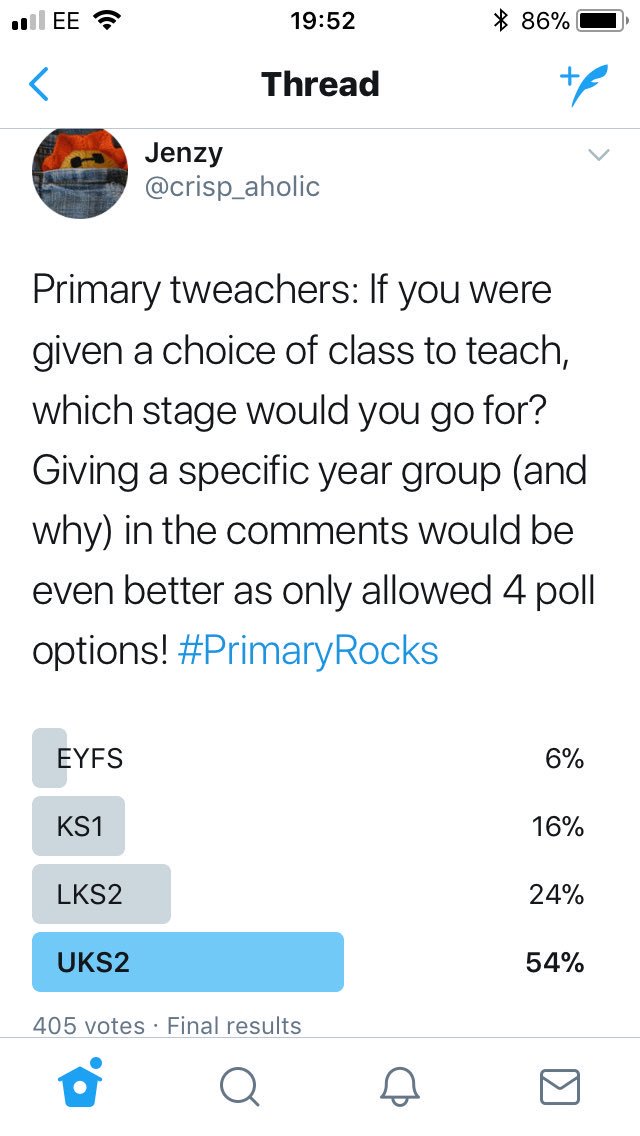 EE 19:52 86%
Thread
Jenzy
@crisp_aholic
Primary tweachers: If you were
given a choice of class to teach,
which stage would you go for?
Giving a specific year group (and
why) in the comments would be
even better as only allowed 4 poll
options! #PrimaryRocks
EYFS 6%
KS1 16%
LKS2 24%
UKS2 54%
405 votes · Final results